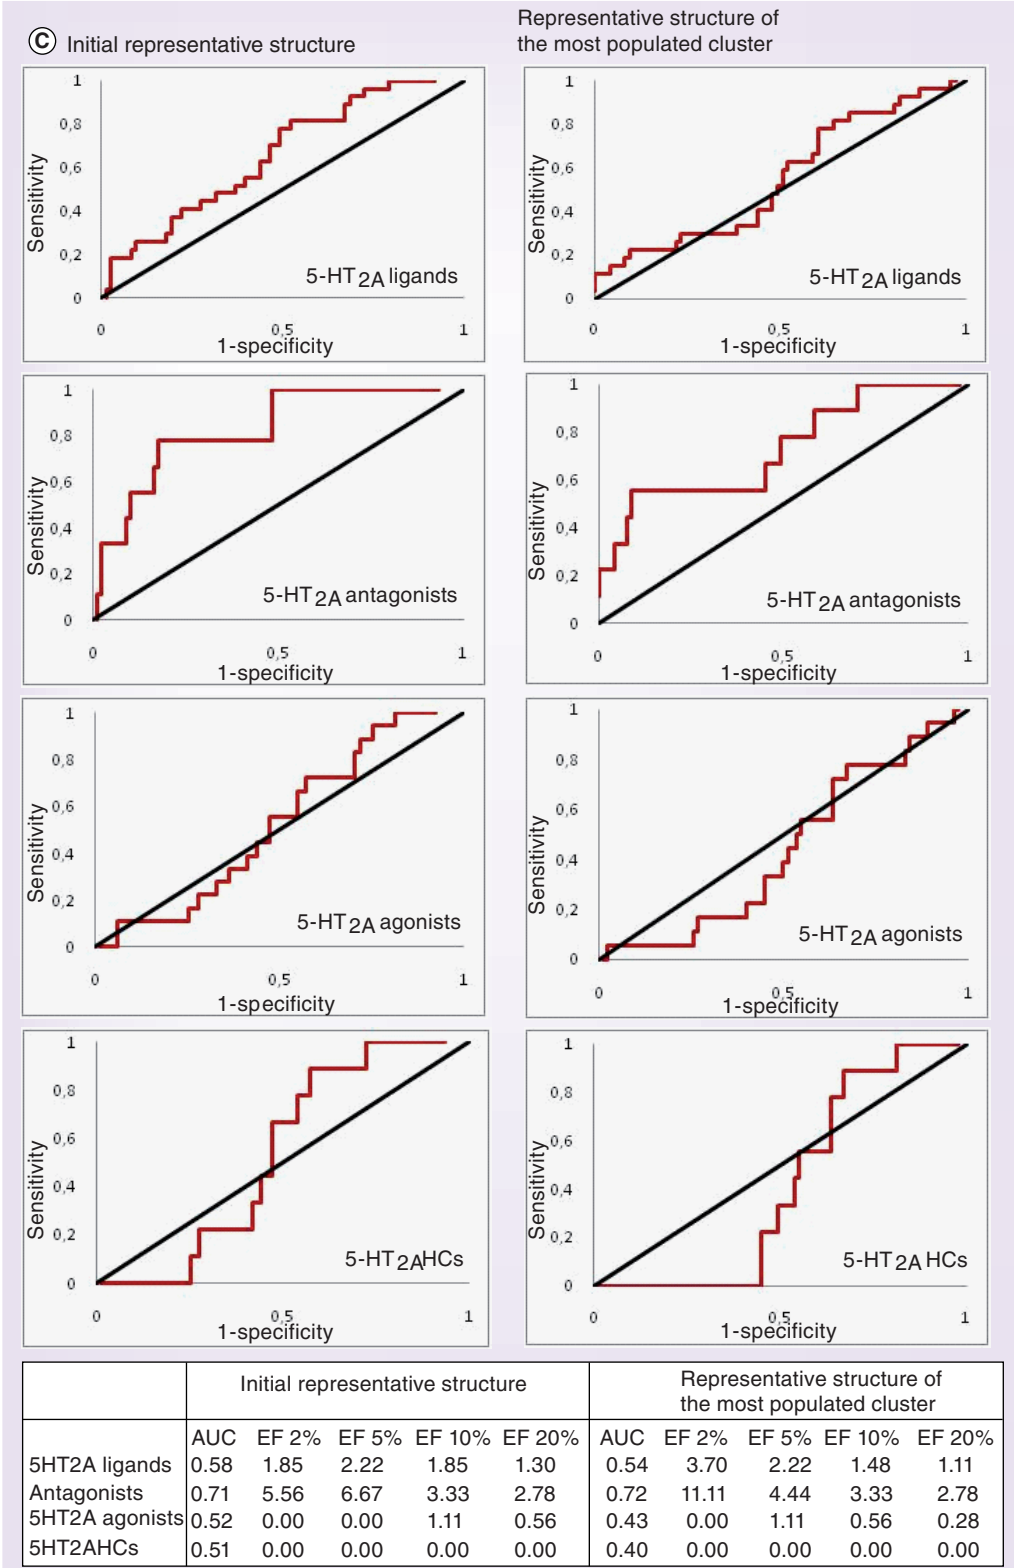 C Initial representative structure
Representative structure of
the most populated cluster
1
0,8
0,6
0,4
0,2
0
Sensitivity
5-HT2A ligands
0 0,5 1
1-specificity
1
0,8
0,6
0,4
0,2
0
Sensitivity
5-HT2A ligands
0 0,5 1
1-specificity
1
0,8
0,6
0,4
0,2
0
Sensitivity
5-HT2A antagonists
0 0,5 1
1-specificity
1
0,8
0,6
0,4
0,2
0
Sensitivity
5-HT2A antagonists
0 0,5 1
1-specificity
1
0,8
0,6
0,4
0,2
0
Sensitivity
5-HT2A agonists
0 0,5 1
1-specificity
1
0,8
0,6
0,4
0,2
0
Sensitivity
5-HT2A agonists
0 0,5 1
1-specificity
1
0,8
0,6
0,4
0,2
0
Sensitivity
5-HT2AHCs
0 0,5 1
1-specificity
1
0,8
0,6
0,4
0,2
0
Sensitivity
5-HT2A HCs
0 0,5 1
1-specificity
Initial representative structure
Representative structure of
the most populated cluster
AUC EF 2% EF 5% EF 10% EF 20% AUC EF 2% EF 5% EF 10% EF 20%
5HT2A ligands 0.58 1.85 2.22 1.85 1.30 0.54 3.70 2.22 1.48 1.11
Antagonists 0.71 5.56 6.67 3.33 2.78 0.72 11.11 4.44 3.33 2.78
5HT2A agonists 0.52 0.00 0.00 1.11 0.56 0.43 0.00 1.11 0.56 0.28
5HT2AHCs 0.51 0.00 0.00 0.00 0.00 0.40 0.00 0.00 0.00 0.00